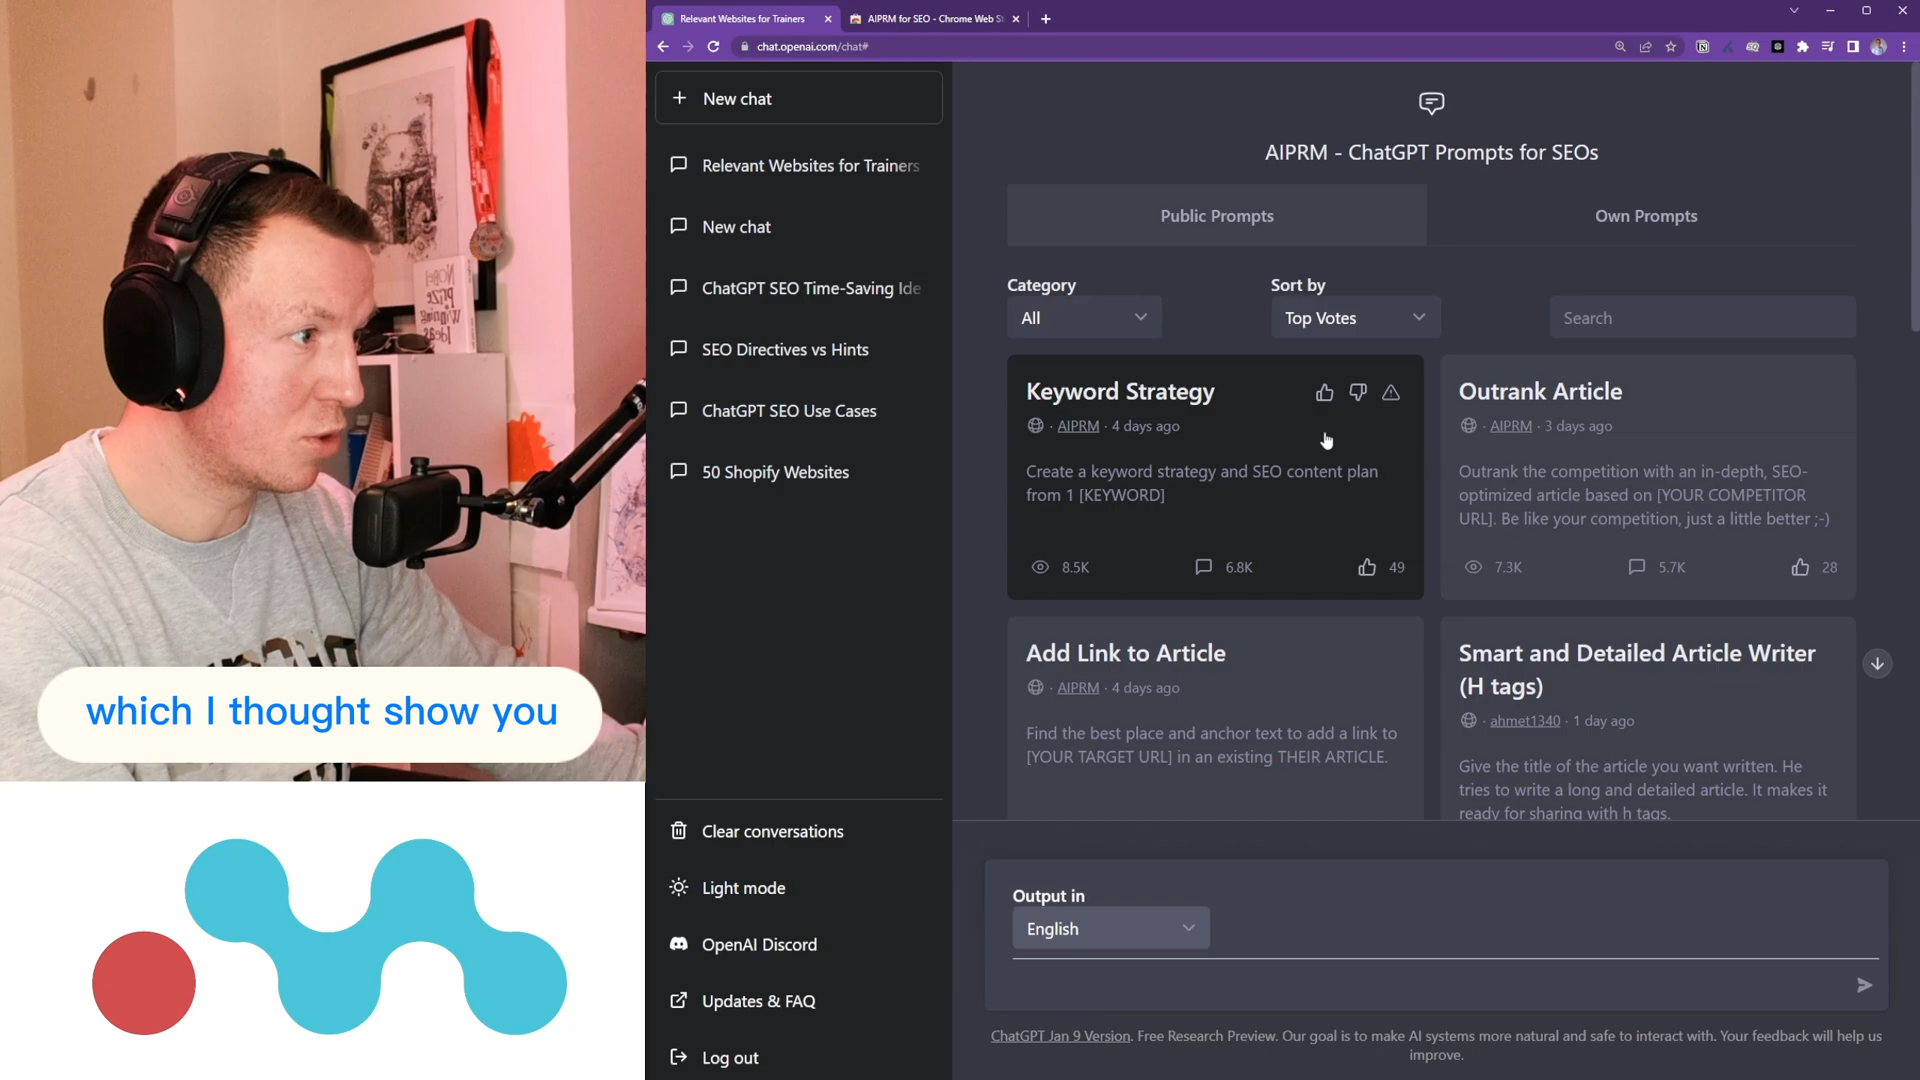 Relevant Websites for Trainers
AIPRM for SEO - Chrome Web St
chat.openai.com/chat#
New chat
Relevant Websites for Trainers
New chat
ChatGPT SEO Time-Saving Ide
SEO Directives vs Hints
ChatGPT SEO Use Cases
50 Shopify Websites
Clear conversations
Light mode
OpenAI Discord
Updates & FAQ
Log out
AIPRM - ChatGPT Prompts for SEOs
Public Prompts
Own Prompts
Category
Sort by
All
Top Votes
Search
Keyword Strategy
AIPRM · 4 days ago
Create a keyword strategy and SEO content plan
from 1 [KEYWORD]
8.5K
6.8K
49
Outrank Article
AIPRM · 3 days ago
Outrank the competition with an in-depth, SEO-
optimized article based on [YOUR COMPETITOR
URL]. Be like your competition, just a little better ;-)
7.3K
5.7K
28
Add Link to Article
AIPRM · 4 days ago
Find the best place and anchor text to add a link to
[YOUR TARGET URL] in an existing THEIR ARTICLE.
Smart and Detailed Article Writer
(H tags)
ahmet1340 · 1 day ago
Give the title of the article you want written. He
tries to write a long and detailed article. It makes it
ready for sharing with h tags.
Output in
English
ChatGPT Jan 9 Version. Free Research Preview. Our goal is to make AI systems more natural and safe to interact with. Your feedback will help us
improve.
NOBEL
prize
Winning
Ideas
which I thought show you